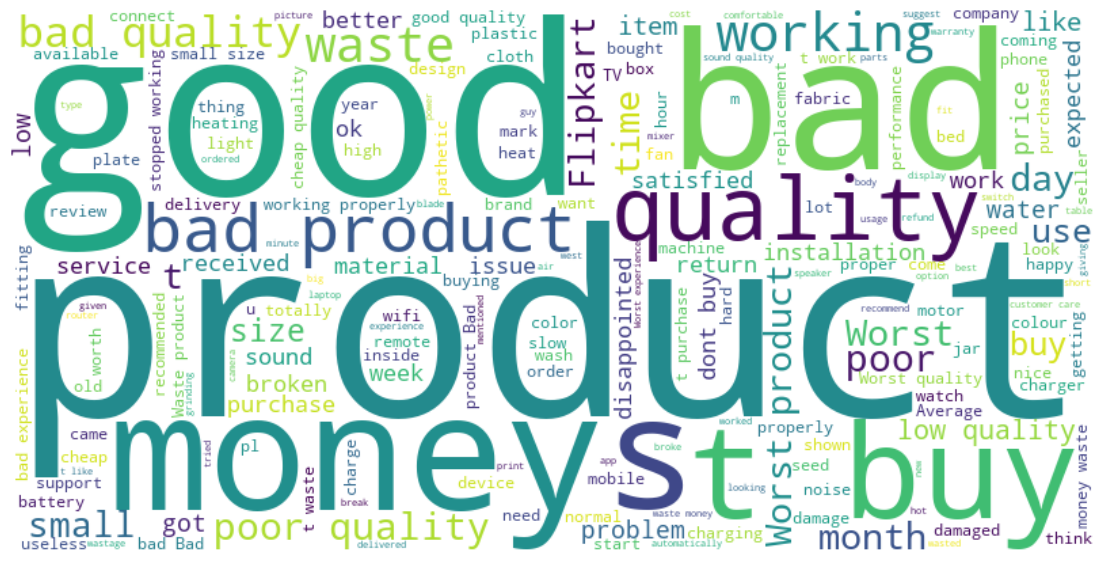 good
bad
product
quality
money
s
t buy
bad product
bad quality
waste
working
Flipkart
time
item
better
good quality
plastic
cloth
connect
picture
available
small size
design
low
thing
heating
light
plate
stopped working
cheap quality
year
ok
high
mark
heat
guy
power
pathetic
type
ordered
review
delivery
working properly
blade
brand
want
minute
bought
TV
box
hour
fan
mixer
m
sound quality
cost
comfortable
suggest
warranty
parts
t work
fabric
replacement
performance
fit
bed
company
like
coming
phone
price
purchased
expected
seller
satisfied
work
day
water
use
speed
body
lot
usage
display
refund
switch
table
look
happy
giving
short
customer care
fitting
service
t
received
material
issue
buying
air
west
machine
return
installation
proper
come
best
option
speaker
disappointed
Worst experience
hard
t purchase
dont buy
Worst product
recommend
motor
Worst
poor
jar
colour
buy
nice
getting
charger
Worst quality
watch
Average
given
big
u
totally
wifi
experience
mentioned
laptop
router
recommended
Waste product
size
remote
color
slow
wash
order
inside
sound
week
product Bad
worth
old
grinding
camera
broken
purchase
bad experience
came
cheap
t like
support
battery
tried
pl
charge
t waste
print
break
app
device
mobile
need
normal
looking
broke
worked
properly
shown
seed
noise
damage
low quality
money waste
new
hot
damaged
think
month
wasted
small
got
poor quality
problem
charging
waste money
start
automatically
useless
wastage
bad Bad
delivered